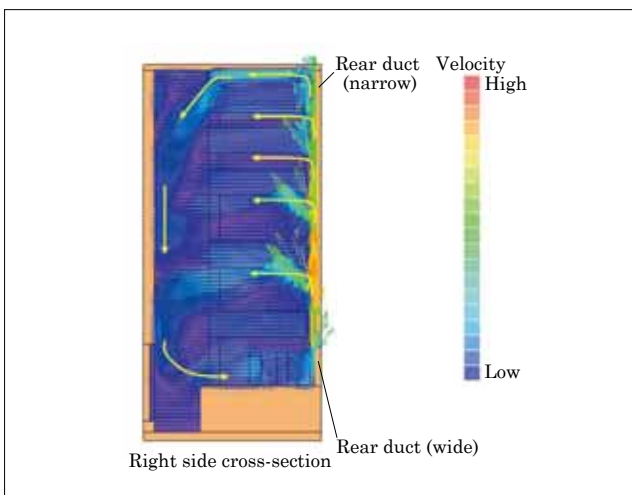 Rear duct
(narrow)
Velocity
High
Low
Rear duct (wide)
Right side cross-section